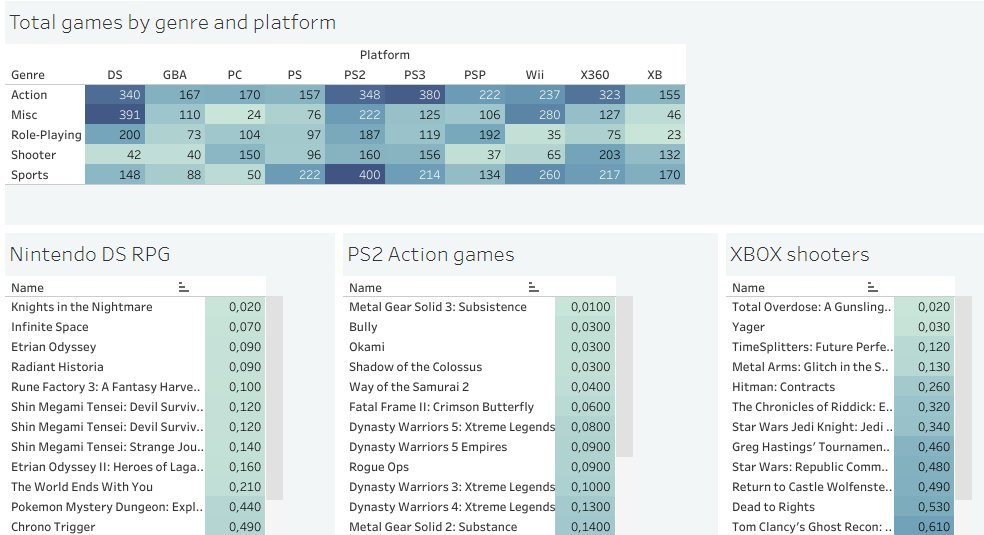 Total games by genre and platform
Platform
Genre DS GBA PC PS PS2 PS3 PSP Wii X360 XB
Action 340 167 170 157 348 380 222 237 323 155
Misc 391 110 24 76 222 125 106 280 127 46
Role-Playing 200 73 104 97 187 119 192 35 75 23
Shooter 42 40 150 96 160 156 37 65 203 132
Sports 148 88 50 222 400 214 134 260 217 170
Nintendo DS RPG
Name
Knights in the Nightmare 0,020
Infinite Space 0,070
Etrian Odyssey 0,090
Radiant Historia 0,090
Rune Factory 3: A Fantasy Harve.. 0,100
Shin Megami Tensei: Devil Surviv.. 0,120
Shin Megami Tensei: Devil Surviv.. 0,120
Shin Megami Tensei: Strange Jou.. 0,140
Etrian Odyssey II: Heroes of Laga.. 0,160
The World Ends With You 0,210
Pokemon Mystery Dungeon: Expl.. 0,440
Chrono Trigger 0,490
PS2 Action games
Name
Metal Gear Solid 3: Subsistence 0,0100
Bully 0,0300
Okami 0,0300
Shadow of the Colossus 0,0300
Way of the Samurai 2 0,0400
Fatal Frame II: Crimson Butterfly 0,0600
Dynasty Warriors 5: Xtreme Legends 0,0800
Dynasty Warriors 5 Empires 0,0900
Rogue Ops 0,0900
Dynasty Warriors 3: Xtreme Legends 0,1000
Dynasty Warriors 4: Xtreme Legends 0,1300
Metal Gear Solid 2: Substance 0,1400
XBOX shooters
Name
Total Overdose: A Gunsling.. 0,020
Yager 0,030
TimeSplitters: Future Perfe.. 0,120
Metal Arms: Glitch in the S.. 0,130
Hitman: Contracts 0,260
The Chronicles of Riddick: E.. 0,320
Star Wars Jedi Knight: Jedi .. 0,340
Greg Hastings' Tournamen.. 0,460
Star Wars: Republic Comm.. 0,480
Return to Castle Wolfenste.. 0,490
Dead to Rights 0,530
Tom Clancy's Ghost Recon: .. 0,610